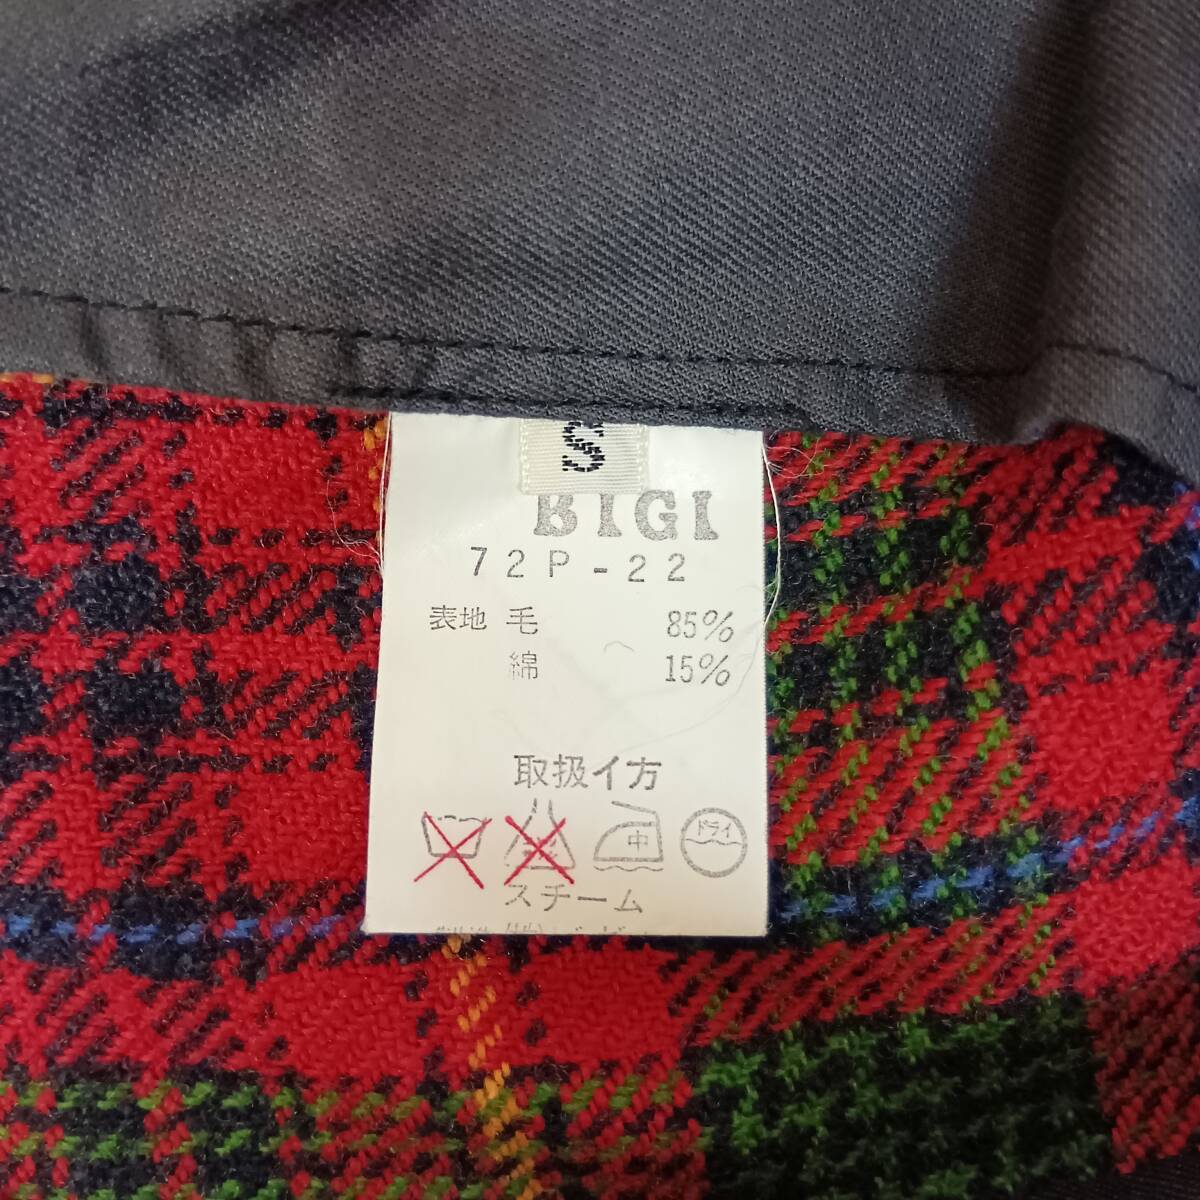 S
BIGI
72P-22
表地 毛 85%
綿 15%
取扱イ方
中 ドライ
スチーム